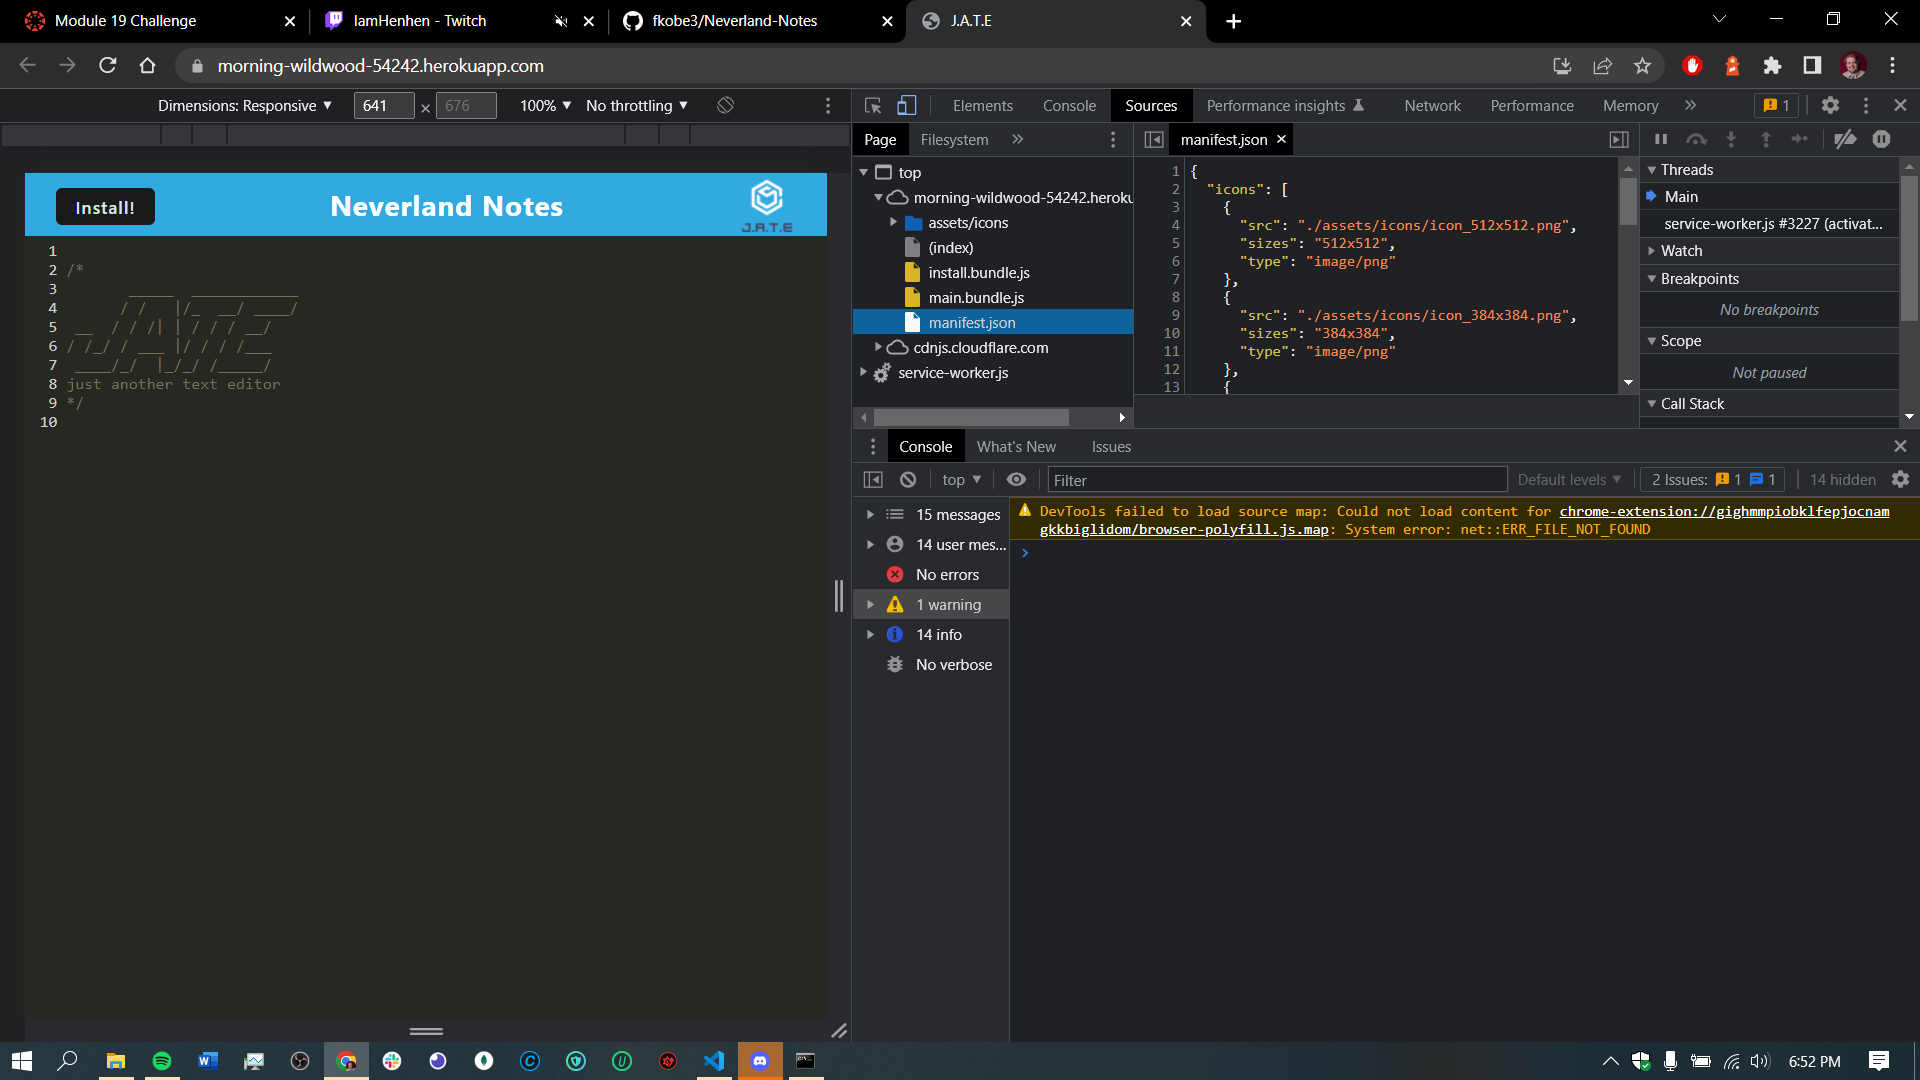 Module 19 Challenge
IamHenhen - Twitch
fkobe3/Neverland-Notes
J.A.T.E
morning-wildwood-54242.herokuapp.com
Dimensions: Responsive
641
×
676
100%
No throttling
Elements
Console
Sources
Performance insights
Network
Performance
Memory
1
Page
Filesystem
manifest.json
Install!
Neverland Notes
J.A.T.E
1
2 /*
3 _____ ____________
4 / / |/_ __/ ____/
5 __ / / /| | / / / __/
6 / /_/ / ___ |/ / / /___
7 ____/_/ |_/_/ /_____/
8 just another text editor
9 */
10
top
morning-wildwood-54242.heroku
assets/icons
(index)
install.bundle.js
main.bundle.js
manifest.json
cdnjs.cloudflare.com
service-worker.js
1 {
2 "icons": [
3 {
4 "src": "./assets/icons/icon_512x512.png",
5 "sizes": "512x512",
6 "type": "image/png"
7 },
8 {
9 "src": "./assets/icons/icon_384x384.png",
10 "sizes": "384x384",
11 "type": "image/png"
12 },
13 {
Threads
Main
service-worker.js #3227 (activat...
Watch
Breakpoints
No breakpoints
Scope
Not paused
Call Stack
Console
What's New
Issues
top
Filter
Default levels
2 Issues: 1 1
14 hidden
15 messages
14 user mes...
No errors
1 warning
14 info
No verbose
DevTools failed to load source map: Could not load content for chrome-extension://gighmmpiobklfepjocnam
gkkbiglidom/browser-polyfill.js.map: System error: net::ERR_FILE_NOT_FOUND
6:52 PM